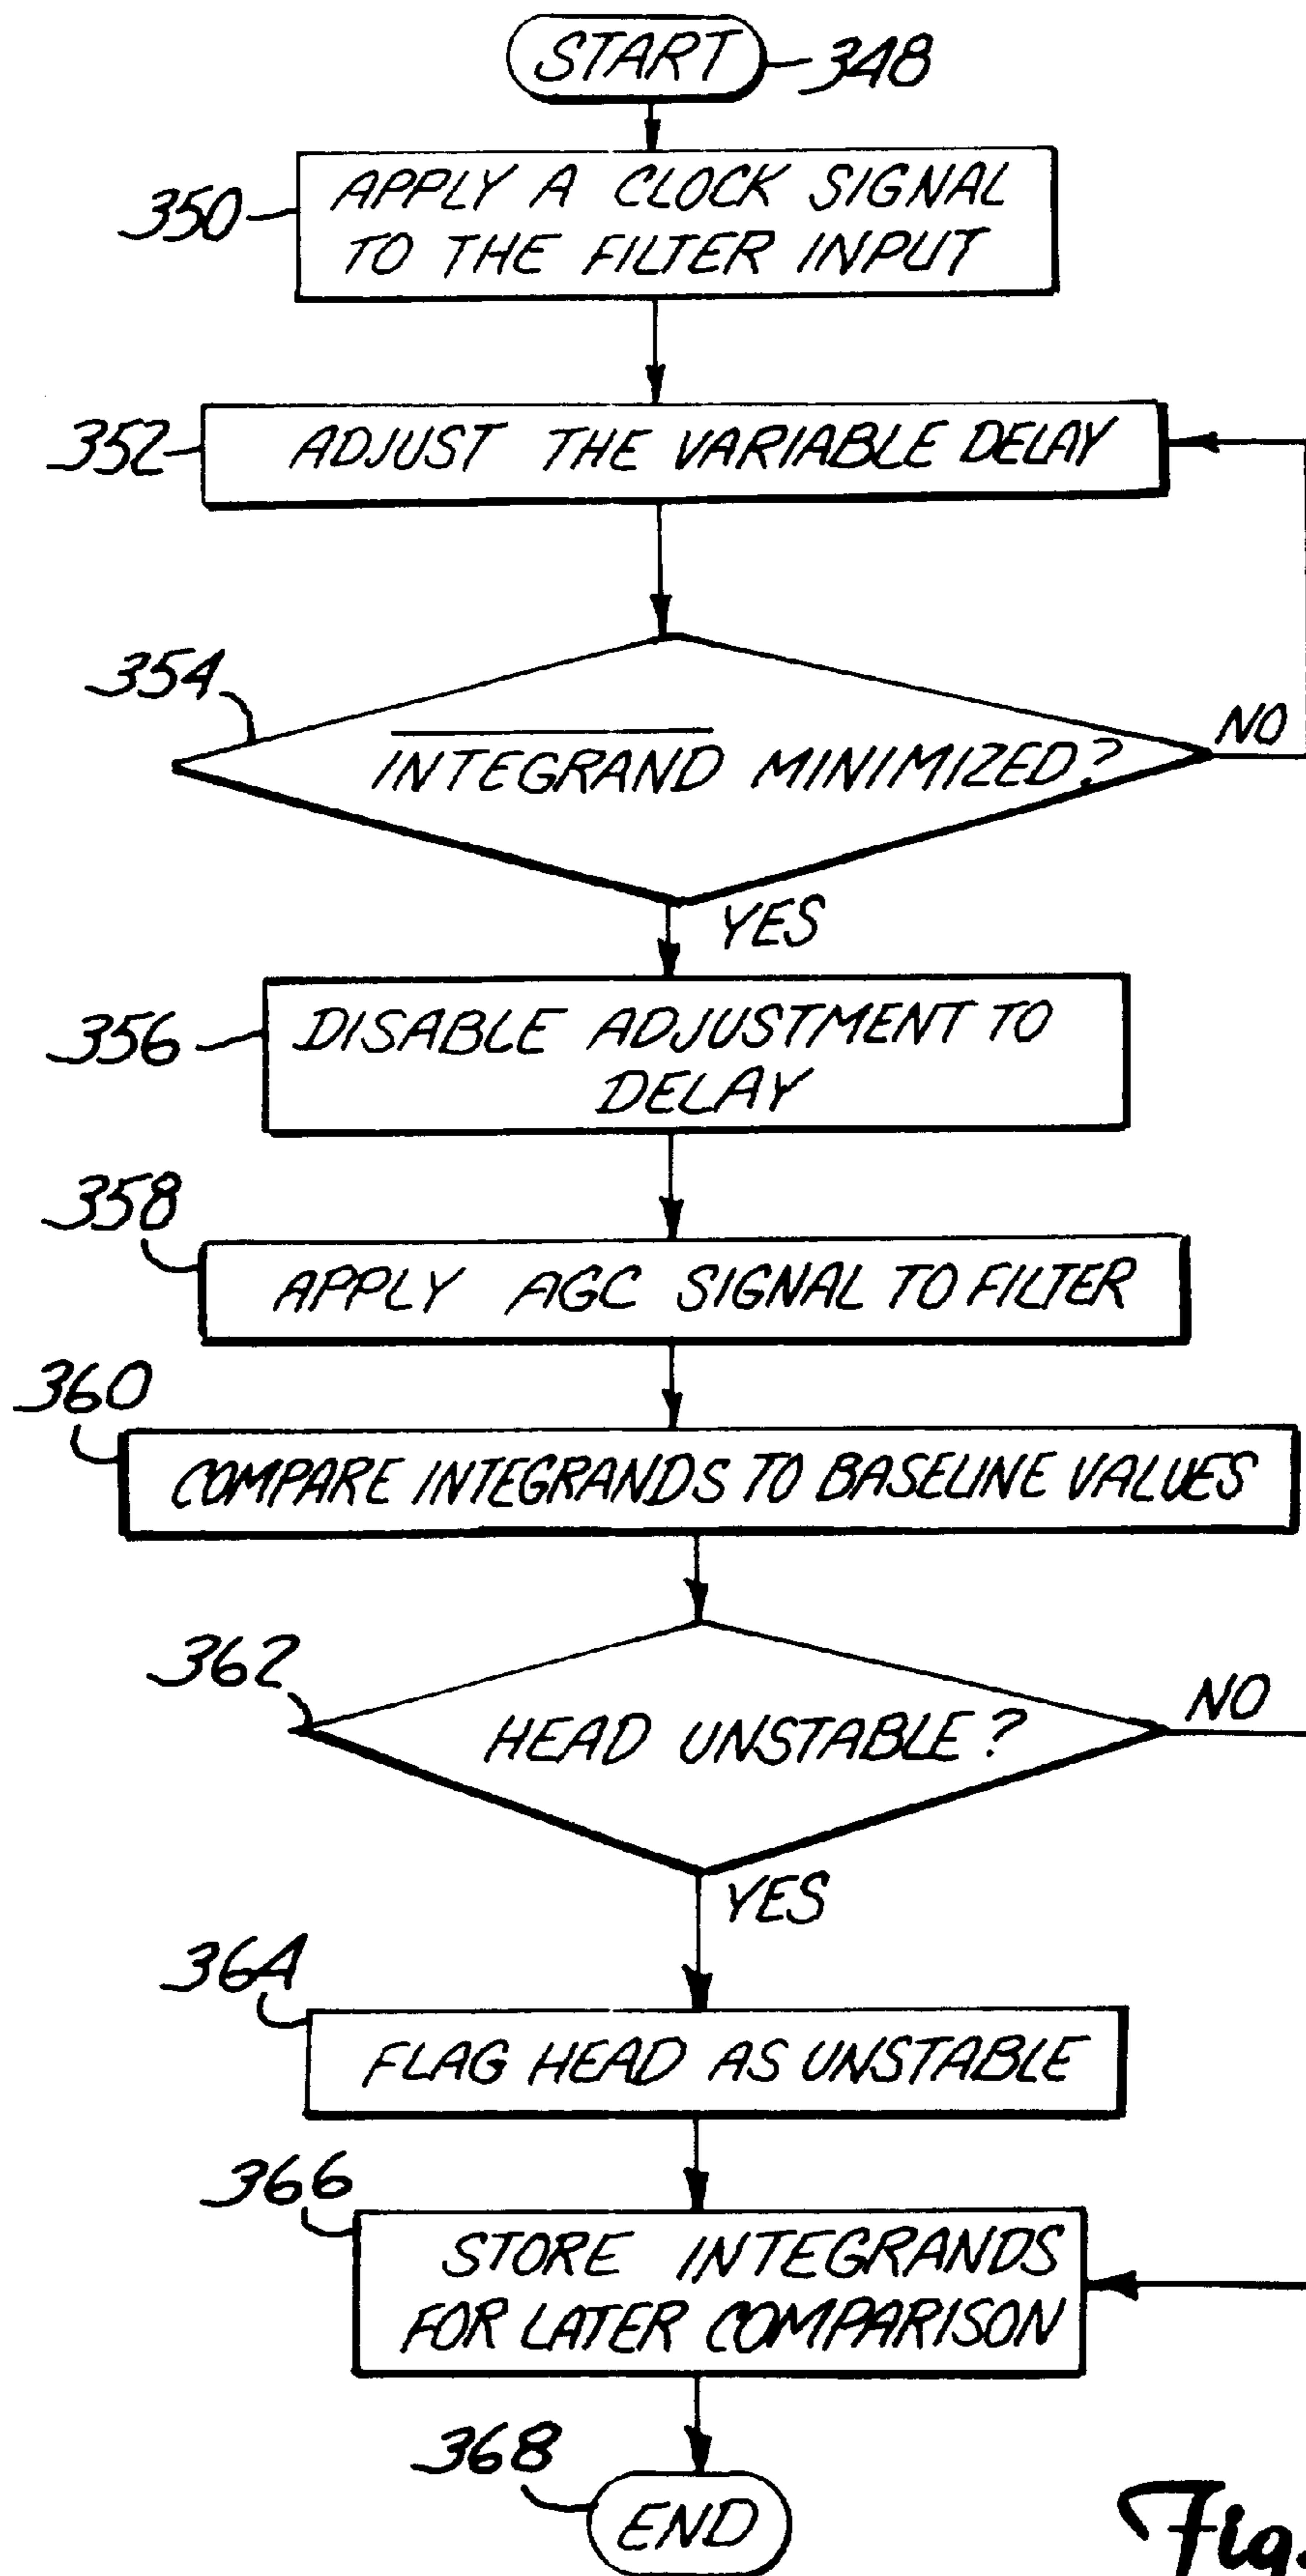 START 348
350 APPLY A CLOCK SIGNAL
TO THE FILTER INPUT
352 ADJUST THE VARIABLE DELAY
354
INTEGRAND MINIMIZED?
NO
YES
356 DISABLE ADJUSTMENT TO
DELAY
358
APPLY AGC SIGNAL TO FILTER
360
COMPARE INTEGRANDS TO BASELINE VALUES
362
HEAD UNSTABLE?
NO
YES
364
FLAG HEAD AS UNSTABLE
366
STORE INTEGRANDS
FOR LATER COMPARISON
368
END
Fig.